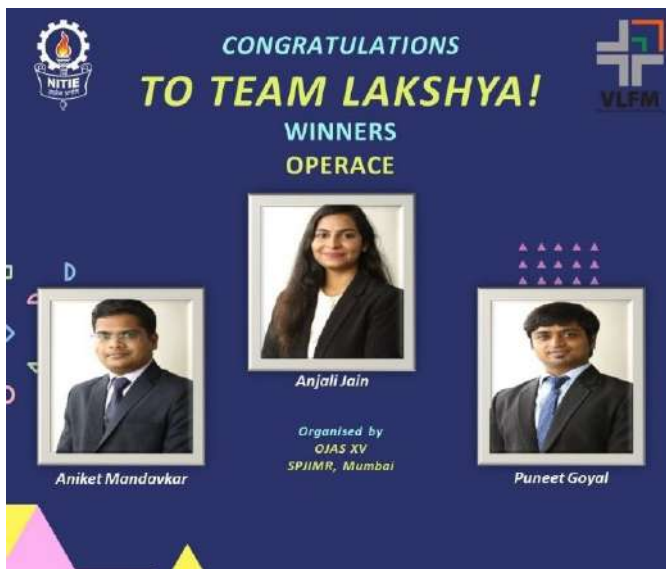 CONGRATULATIONS
TO TEAM LAKSHYA!
WINNERS
OPERACE
NITIE
VLFM
Anjali Jain
Organised by
OJAS XV
SPJIMR, Mumbai
Aniket Mandavkar
Puneet Goyal